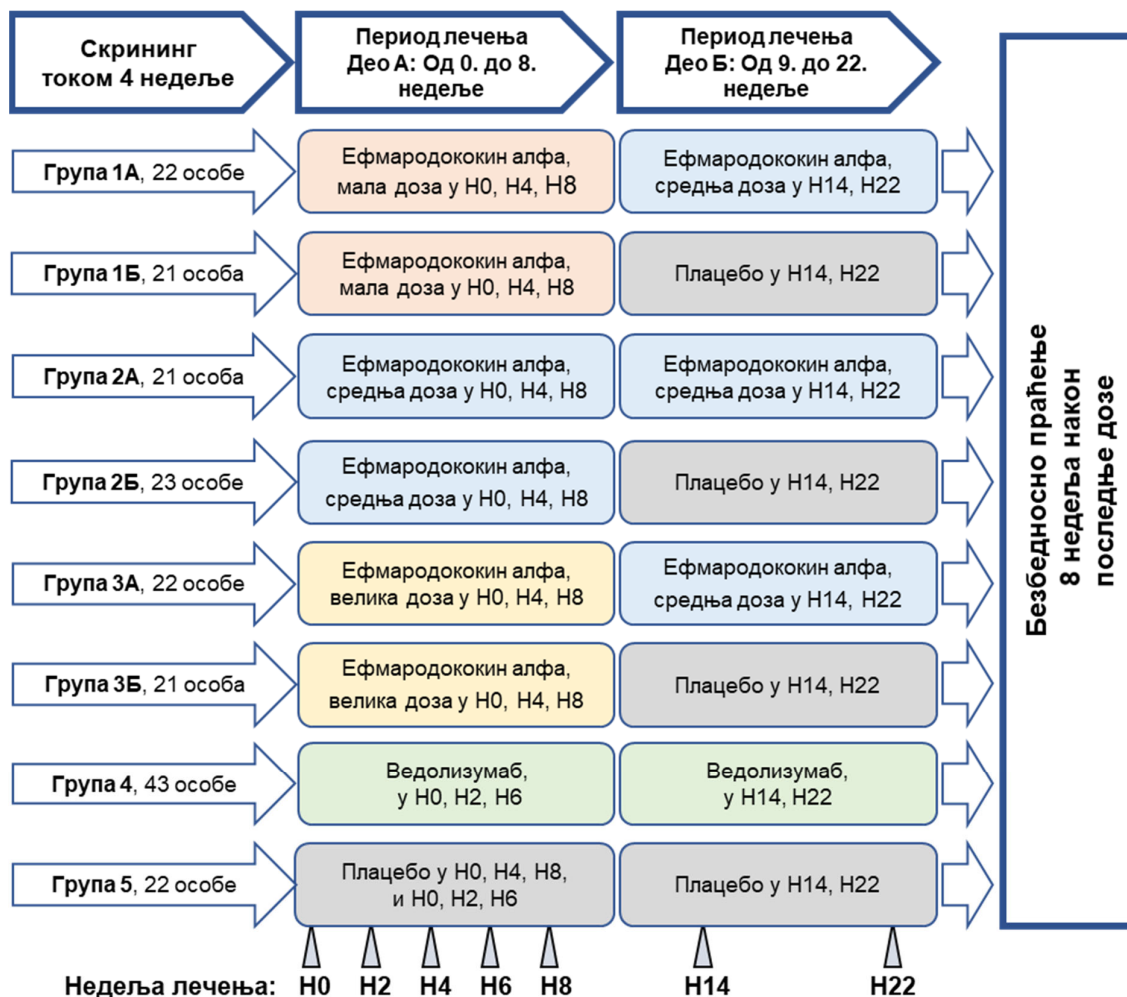 Скрининг
током 4 недеље
Период лечења
Део А: Од 0. до 8.
недеље
Период лечења
Део Б: Од 9. до 22.
недеље
Група 1А, 22 особе
Ефмародококин алфа,
мала доза у Н0, Н4, Н8
Ефмародококин алфа,
средња доза у Н14, Н22
Група 1Б, 21 особа
Ефмародококин алфа,
мала доза у Н0, Н4, Н8
Плацебо у Н14, Н22
Група 2А, 21 особа
Ефмародококин алфа,
средња доза у Н0, Н4, Н8
Ефмародококин алфа,
средња доза у Н14, Н22
Група 2Б, 23 особе
Ефмародококин алфа,
средња доза у Н0, Н4, Н8
Плацебо у Н14, Н22
Група 3А, 22 особе
Ефмародококин алфа,
велика доза у Н0, Н4, Н8
Ефмародококин алфа,
средња доза у Н14, Н22
Група 3Б, 21 особа
Ефмародококин алфа,
велика доза у Н0, Н4, Н8
Плацебо у Н14, Н22
Група 4, 43 особе
Ведолизумаб,
у Н0, Н2, Н6
Ведолизумаб,
у Н14, Н22
Група 5, 22 особе
Плацебо у Н0, Н4, Н8,
и Н0, Н2, Н6
Плацебо у Н14, Н22
Безбедносно праћење
8 недеља након
последње дозе
Недеља лечења: Н0 Н2 Н4 Н6 Н8 Н14 Н22